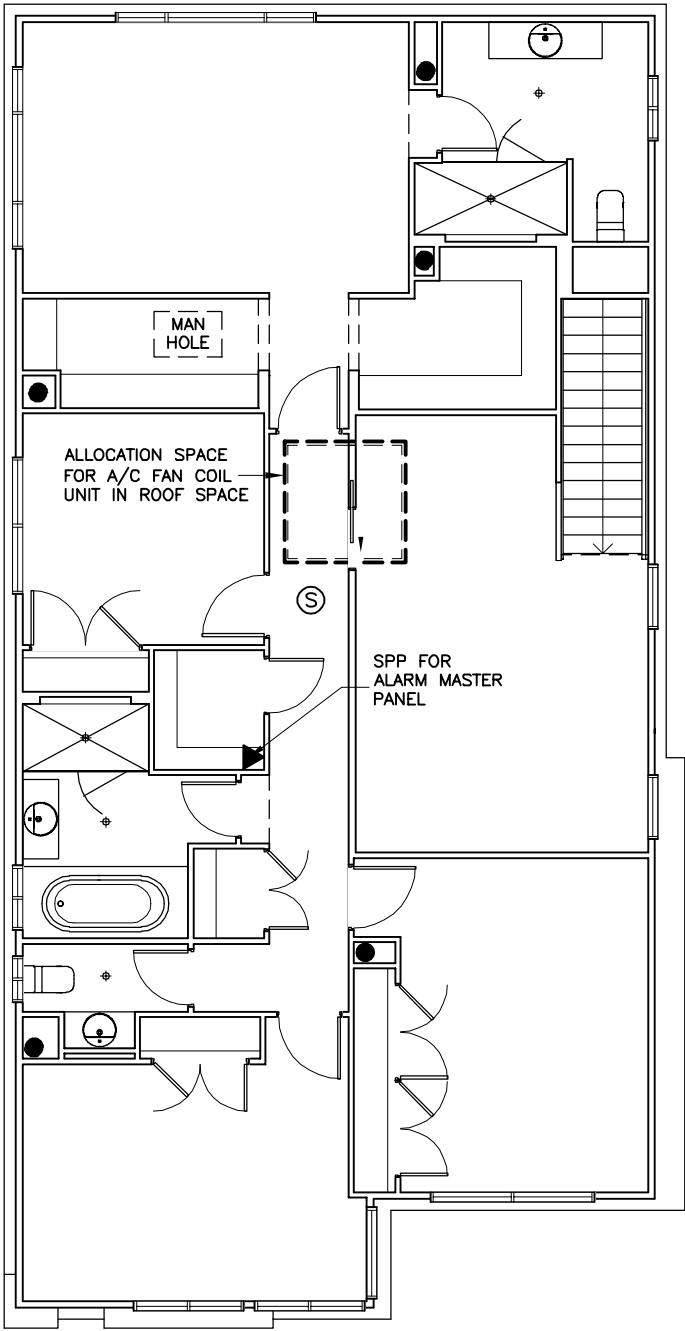 MAN
HOLE
ALLOCATION SPACE
FOR A/C FAN COIL
UNIT IN ROOF SPACE
S
SPP FOR
ALARM MASTER
PANEL